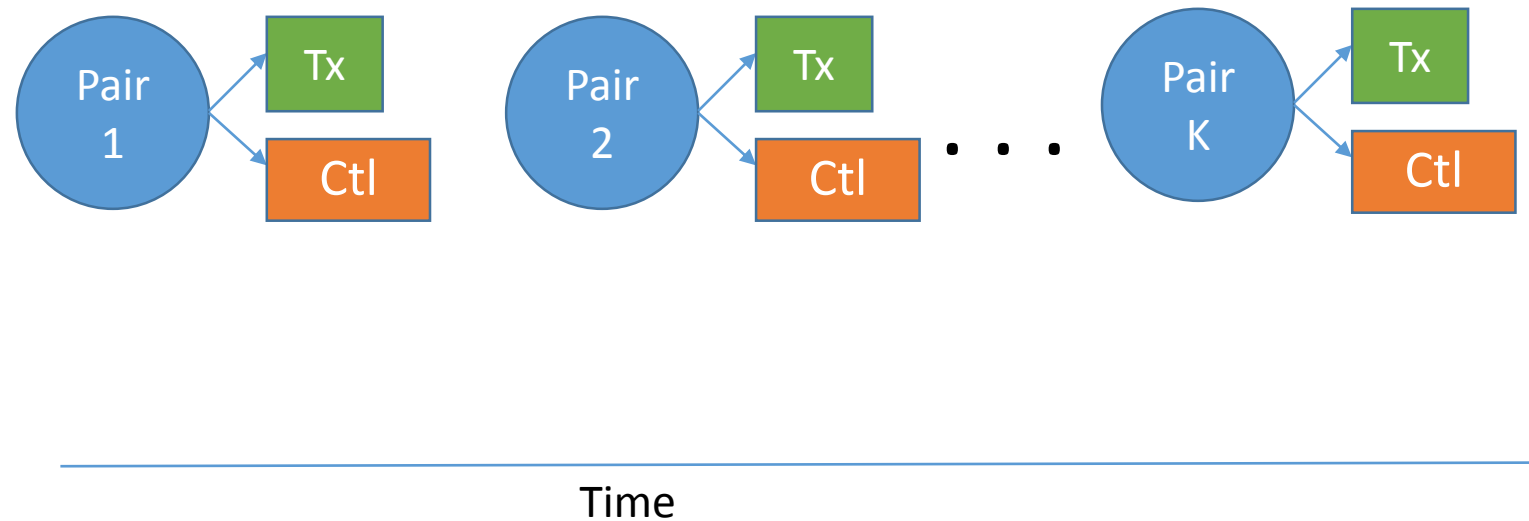 Pair
1
Tx
Ctl
Pair
2
Tx
Ctl
. . .
Pair
K
Tx
Ctl
Time